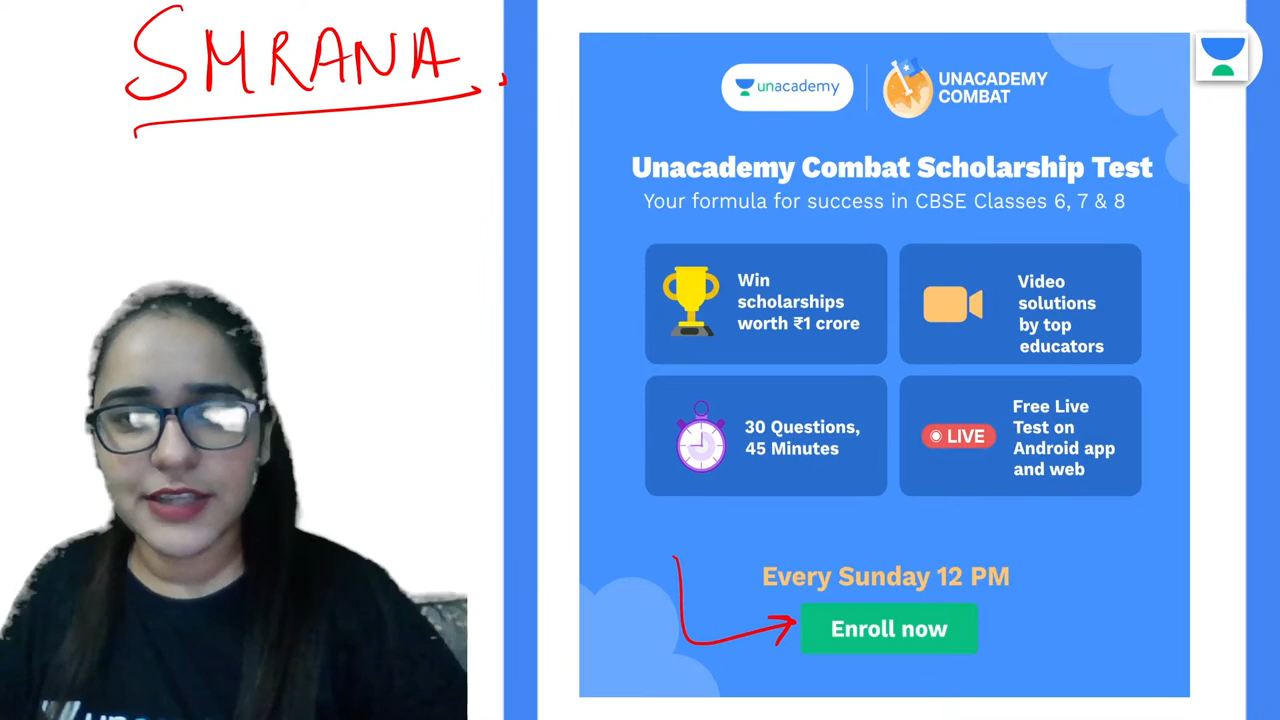 SMRANA
unacademy
UNACADEMY
COMBAT
Unacademy Combat Scholarship Test
Your formula for success in CBSE Classes 6, 7 & 8
Win
scholarships
worth ₹1 crore
Video
solutions
by top
educators
30 Questions,
45 Minutes
LIVE
Free Live
Test on
Android app
and web
Every Sunday 12 PM
Enroll now